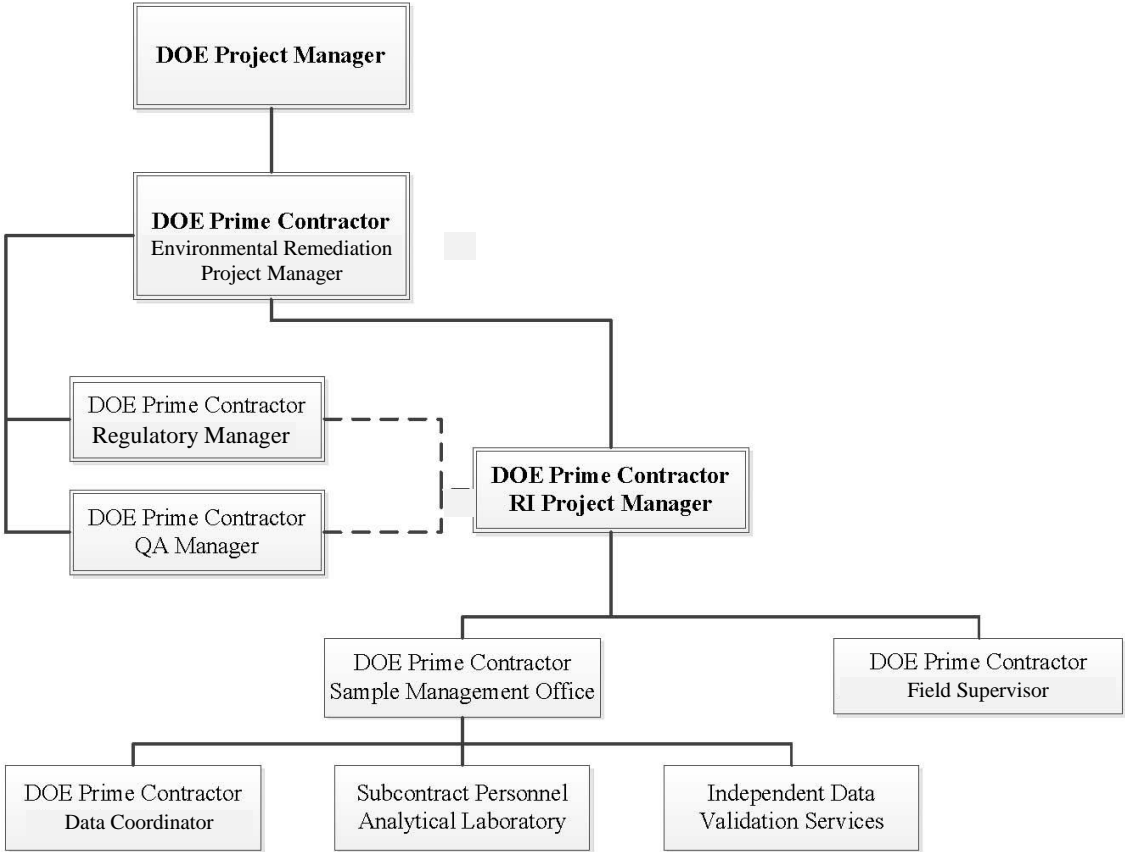 DOE Project Manager
DOE Prime Contractor
Environmental Remediation
Project Manager
DOE Prime Contractor
Regulatory Manager
DOE Prime Contractor
QA Manager
DOE Prime Contractor
RI Project Manager
DOE Prime Contractor
Sample Management Office
DOE Prime Contractor
Field Supervisor
DOE Prime Contractor
Data Coordinator
Subcontract Personnel
Analytical Laboratory
Independent Data
Validation Services